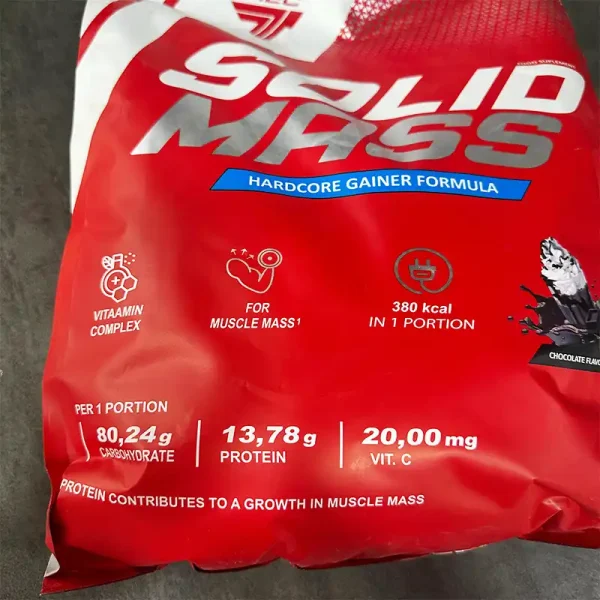 SOLID
MASS
HARDCORE GAINER FORMULA
VITAAMIN
COMPLEX
FOR
MUSCLE MASS¹
380 kcal
IN 1 PORTION
CHOCOLATE
PER 1 PORTION
80,24g
CARBOHYDRATE
13,78g
PROTEIN
20,00mg
VIT. C
PROTEIN CONTRIBUTES TO A GROWTH IN MUSCLE MASS